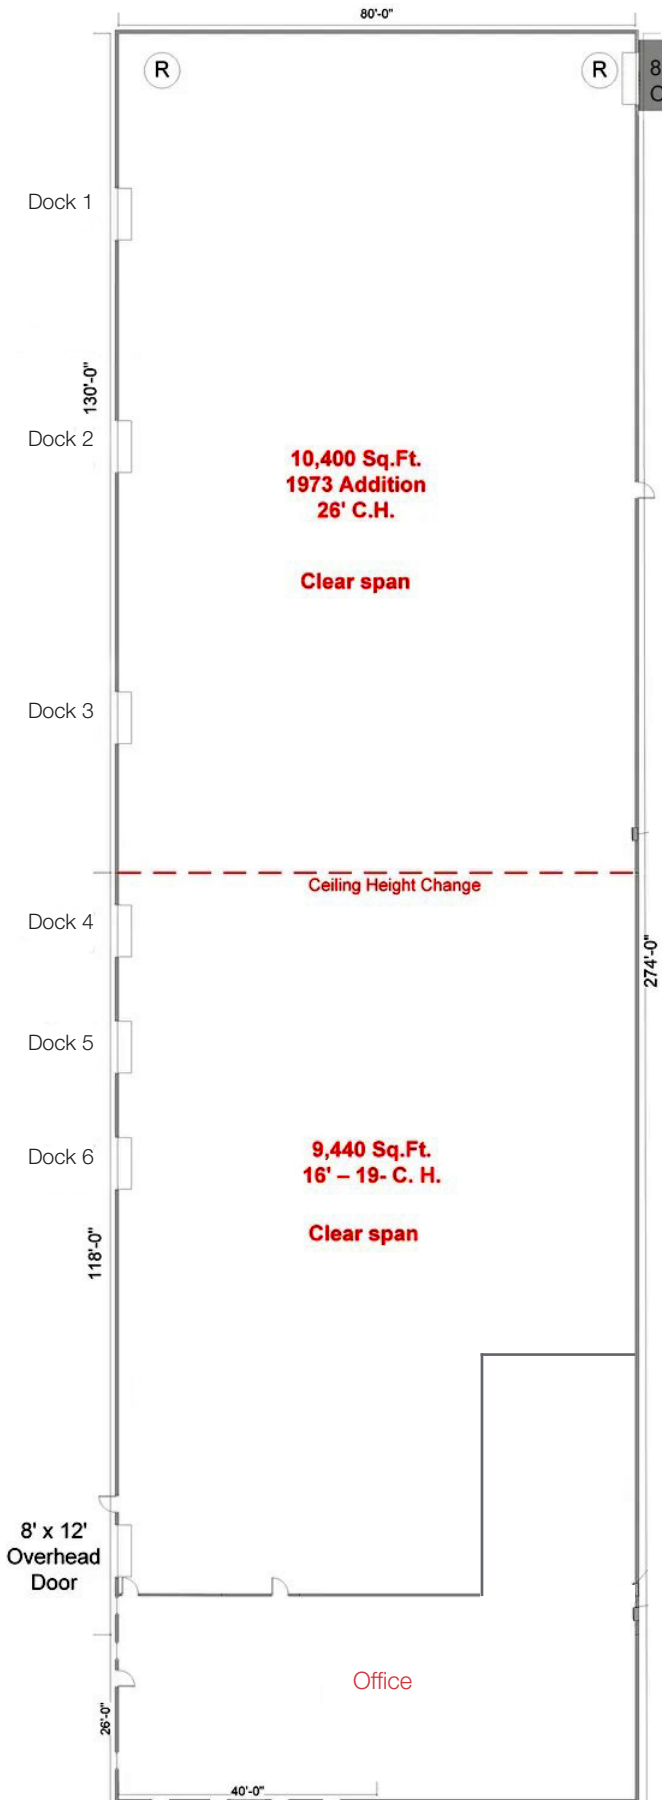 80'-0"
R
R
8
Dock 1
130'-0"
Dock 2
10,400 Sq.Ft.
1973 Addition
26' C.H.
Clear span
Dock 3
Ceiling Height Change
Dock 4
274'-0"
Dock 5
Dock 6
9,440 Sq.Ft.
16' – 19- C. H.
Clear span
118'-0"
8' x 12'
Overhead
Door
Office
26'-0"
40'-0"